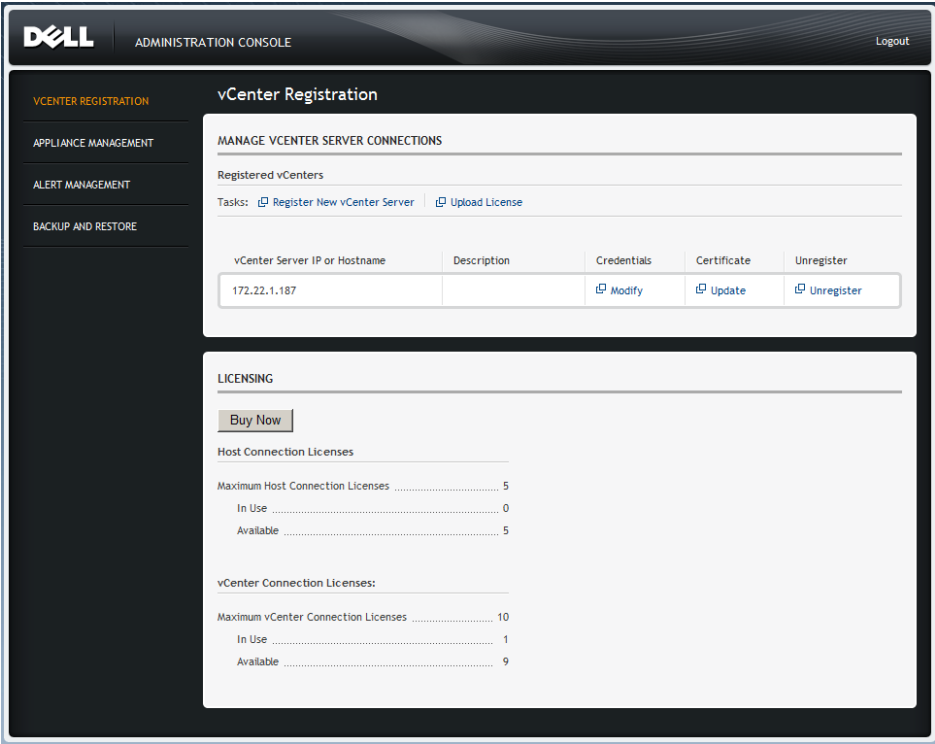 DELL ADMINISTRATION CONSOLE Logout
VCENTER REGISTRATION
APPLIANCE MANAGEMENT
ALERT MANAGEMENT
BACKUP AND RESTORE
vCenter Registration
MANAGE VCENTER SERVER CONNECTIONS
Registered vCenters
Tasks: Register New vCenter Server Upload License
vCenter Server IP or Hostname Description Credentials Certificate Unregister
172.22.1.187 Modify Update Unregister
LICENSING
Buy Now
Host Connection Licenses
Maximum Host Connection Licenses 5
In Use 0
Available 5
vCenter Connection Licenses:
Maximum vCenter Connection Licenses 10
In Use 1
Available 9